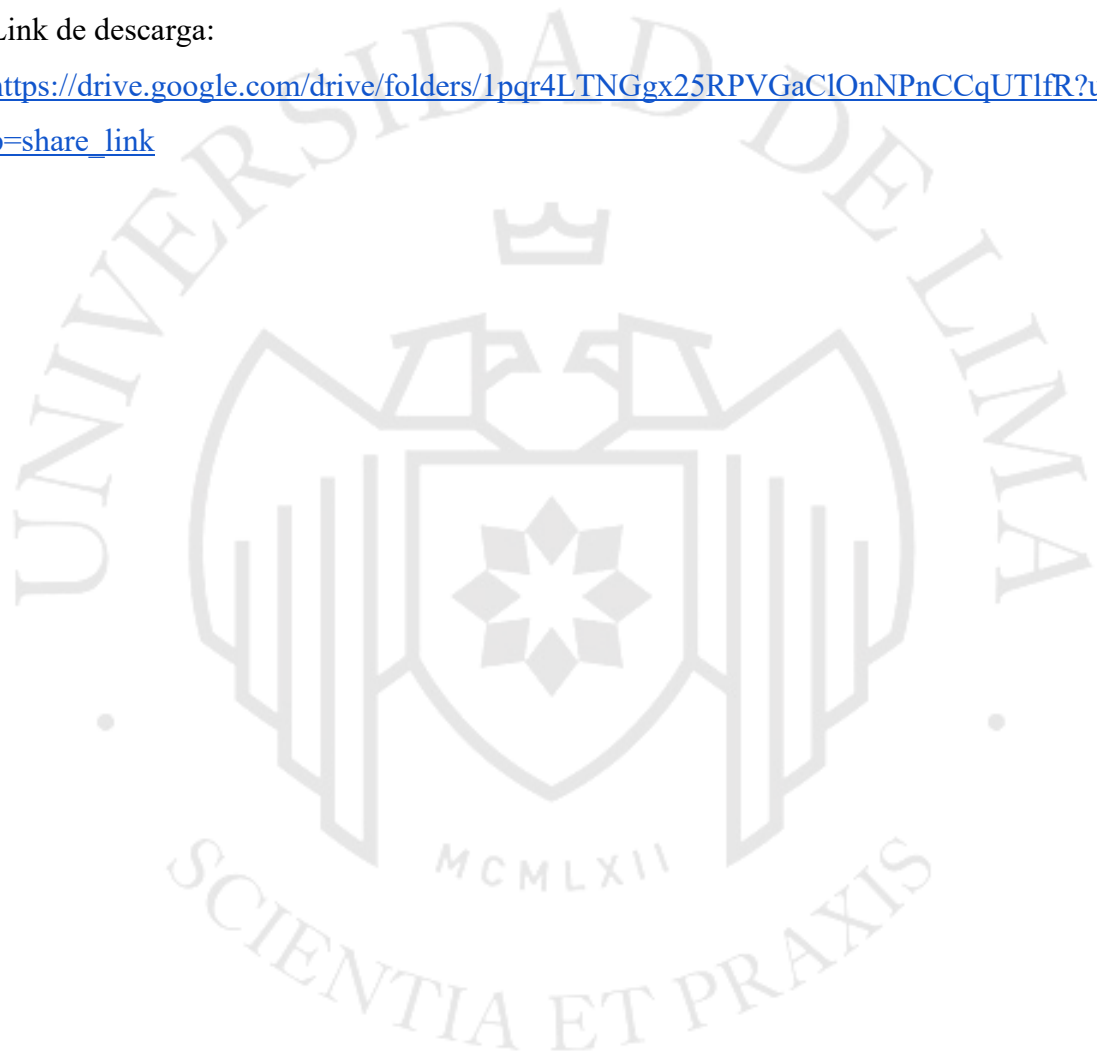 Link de descarga:
https://drive.google.com/drive/folders/1pqr4LTNGgx25RPVGaClOnNPnCCqUTlfR?u
p=share_link
UNIVERSIDAD DE LIMA
MCMLXII
SCIENTIA ET PRAXIS